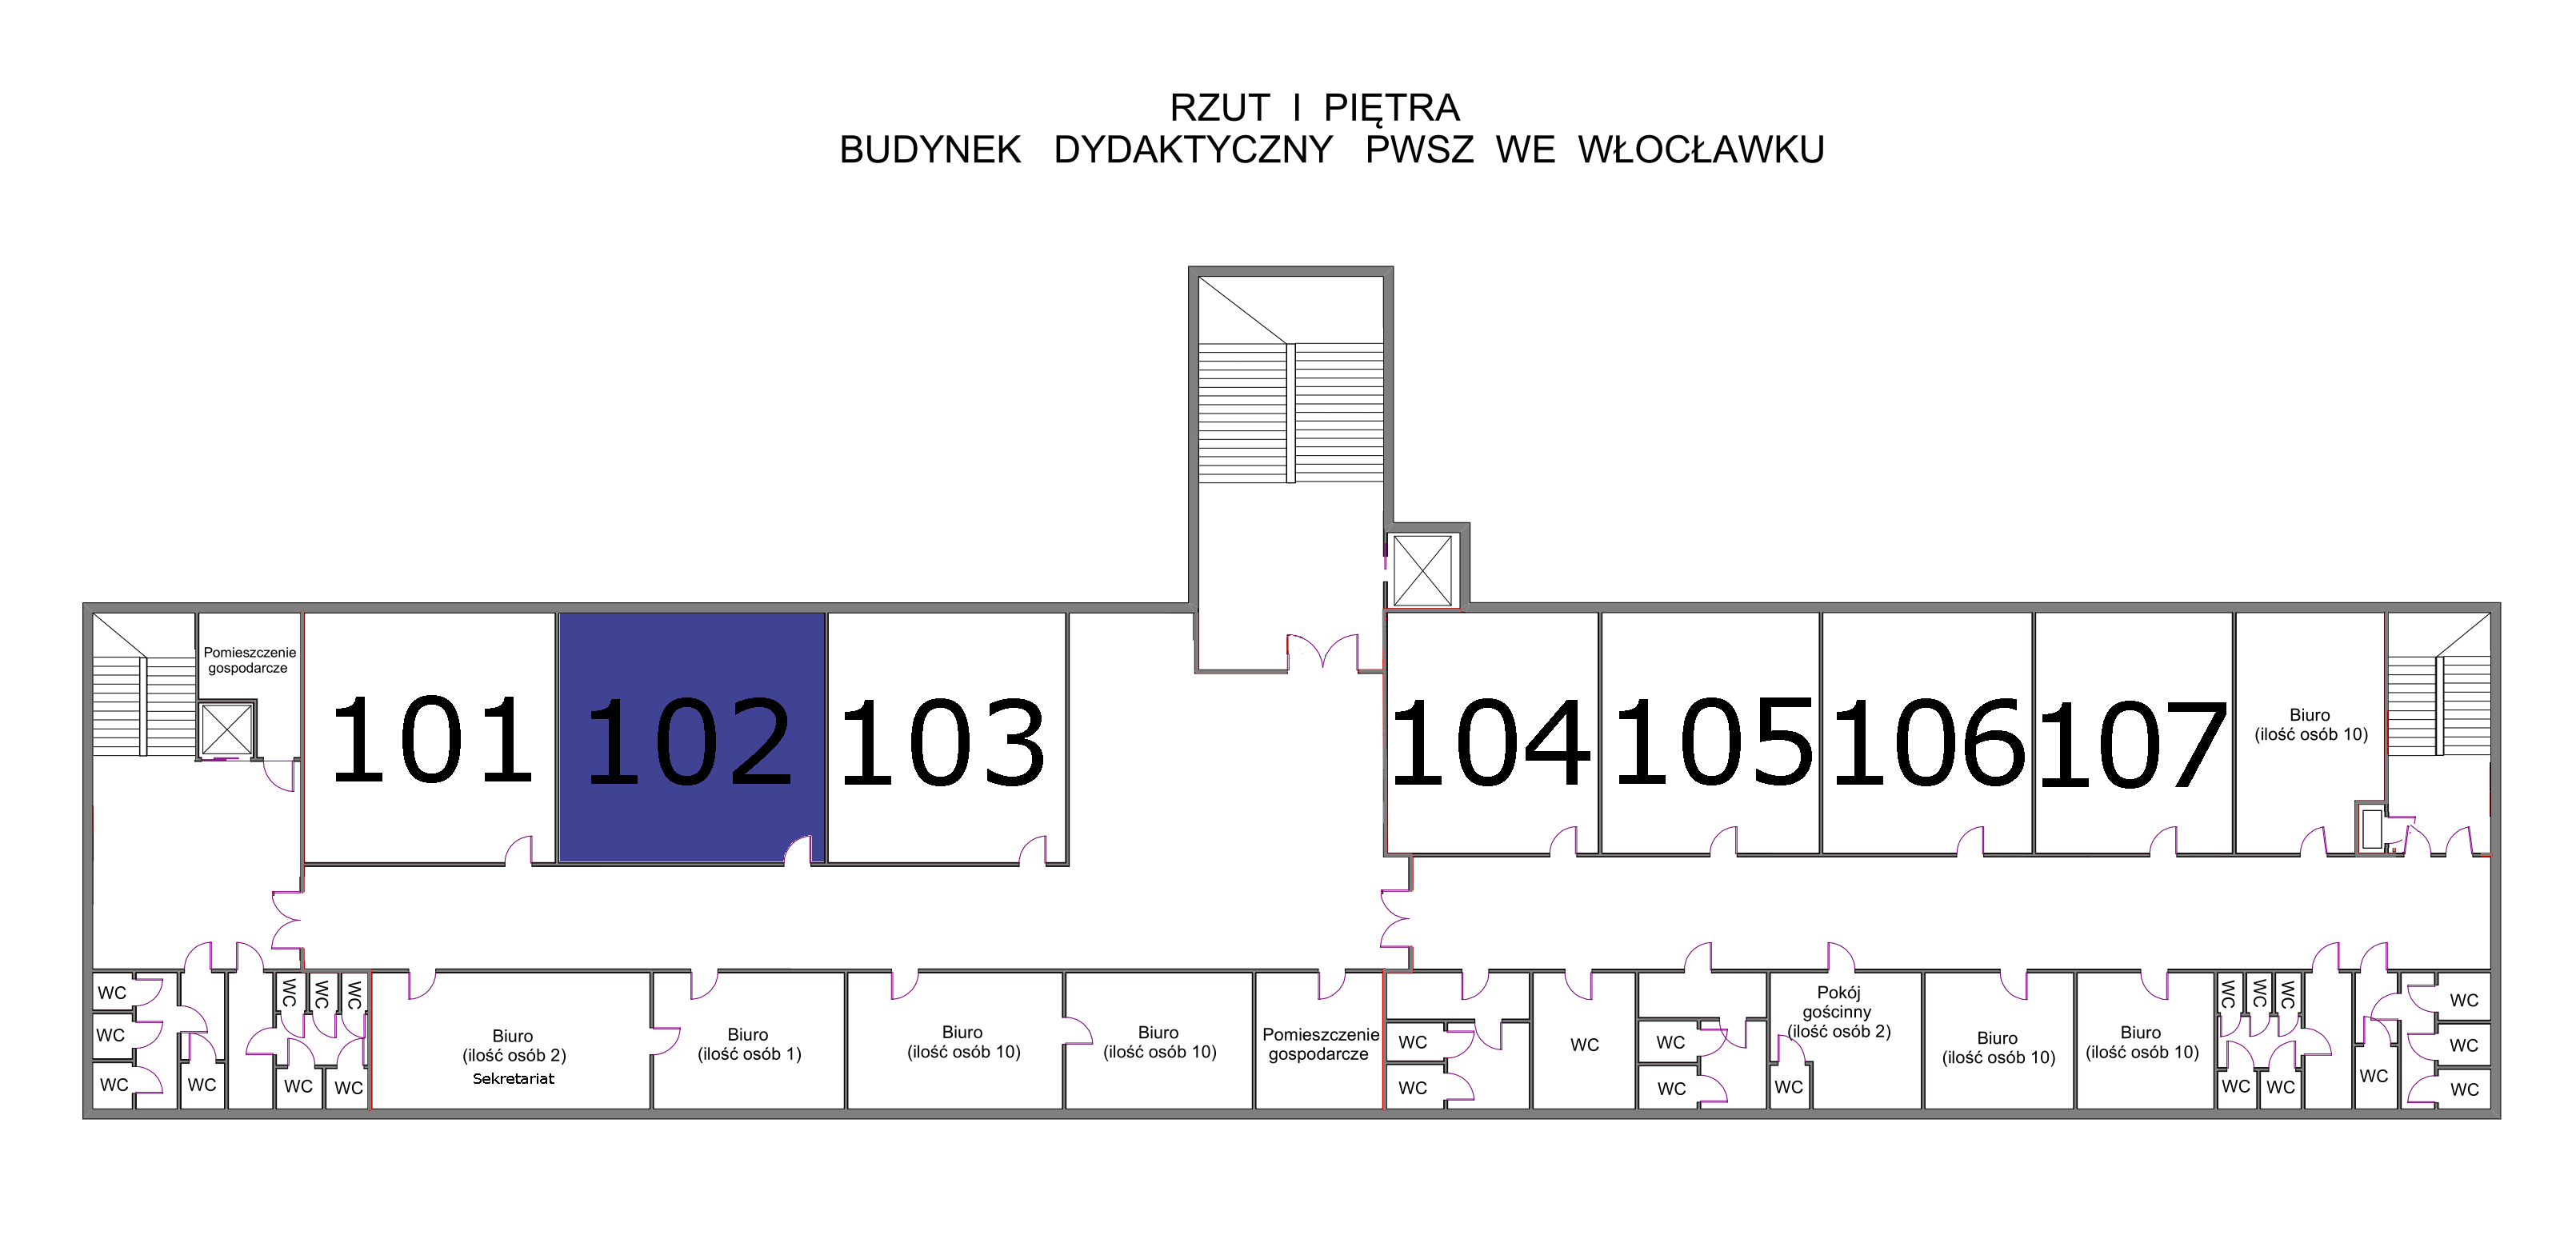 RZUT I PIĘTRA
BUDYNEK DYDAKTYCZNY PWSZ WE WŁOCŁAWKU
Pomieszczenie
gospodarcze
101
102
103
104
105
106
107
Biuro
(ilość osób 10)
WC
WC
WC
WC
WC
WC
WC
WC
WC
Biuro
(ilość osób 2)
Sekretariat
Biuro
(ilość osób 1)
Biuro
(ilość osób 10)
Biuro
(ilość osób 10)
Pomieszczenie
gospodarcze
WC
WC
WC
WC
WC
Pokój
gościnny
(ilość osób 2)
WC
Biuro
(ilość osób 10)
Biuro
(ilość osób 10)
WC
WC
WC
WC
WC
WC
WC
WC
WC